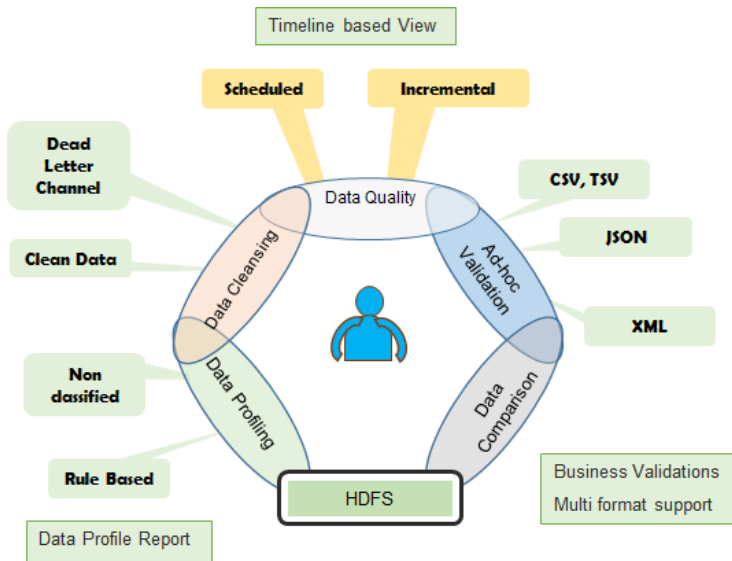 Timeline based View
Scheduled
Incremental
Dead
Letter
Channel
Data Quality
CSV, TSV
JSON
Clean Data
Data Cleansing
Ad-hoc
Validation
XML
Non
classified
Data Profiling
Data
Comparison
Rule Based
HDFS
Business Validations
Multi format support
Data Profile Report